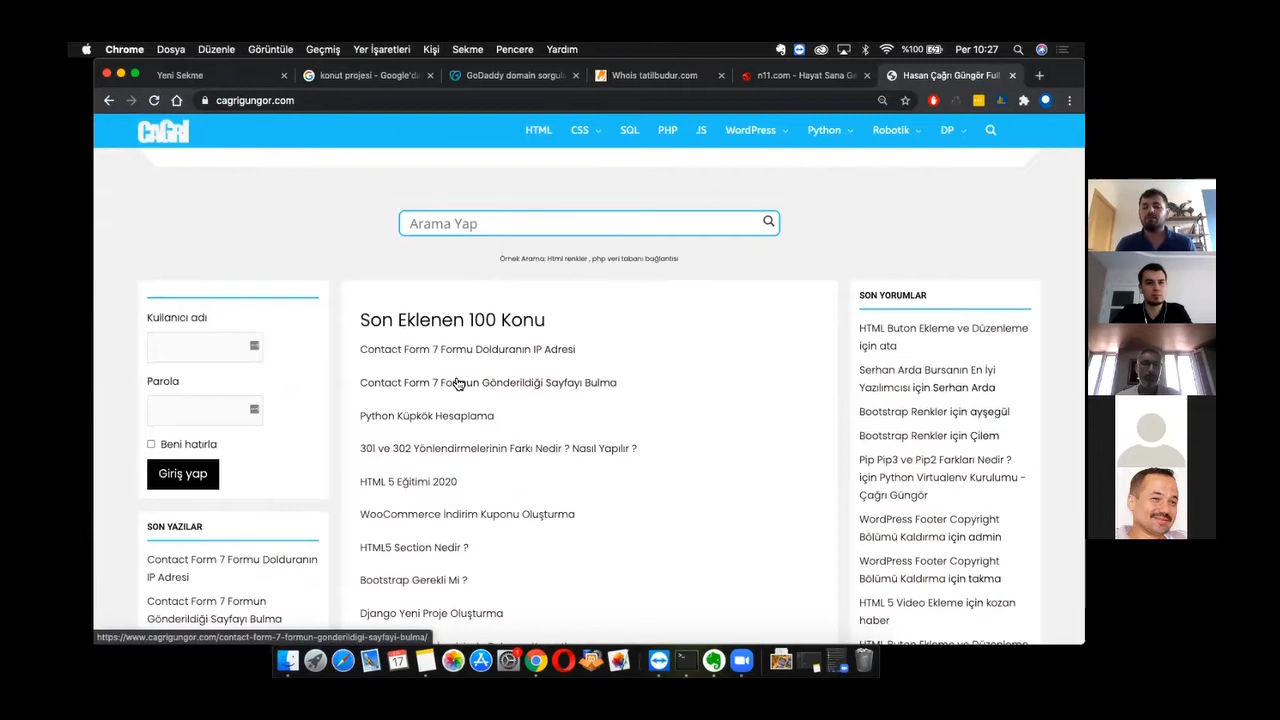 Chrome Dosya Düzenle Görüntüle Geçmiş Yer İşaretleri Kişi Sekme Pencere Yardım %100 Per 10:27
Yeni Sekme konut projesi - Google'da GoDaddy domain sorgula Whois tatilbudur.com n11.com - Hayat Sana Ge Hasan Çağrı Güngör Full
cagrigungor.com
CAGRI HTML CSS SQL PHP JS WordPress Python Robotik DP
Arama Yap
Örnek Arama: Html renkler , php veri tabanı bağlantısı
Kullanıcı adı
Parola
Beni hatırla
Giriş yap
SON YAZILAR
Contact Form 7 Formu Dolduranın
IP Adresi
Contact Form 7 Formun
Gönderildiği Sayfayı Bulma
Son Eklenen 100 Konu
Contact Form 7 Formu Dolduranın IP Adresi
Contact Form 7 Formun Gönderildiği Sayfayı Bulma
Python Küpkök Hesaplama
301 ve 302 Yönlendirmelerinin Farkı Nedir ? Nasıl Yapılır ?
HTML 5 Eğitimi 2020
WooCommerce İndirim Kuponu Oluşturma
HTML5 Section Nedir ?
Bootstrap Gerekli Mi ?
Django Yeni Proje Oluşturma
SON YORUMLAR
HTML Buton Ekleme ve Düzenleme
için ata
Serhan Arda Bursanın En İyi
Yazılımcısı için Serhan Arda
Bootstrap Renkler için ayşegül
Bootstrap Renkler için Çilem
Pip Pip3 ve Pip2 Farkları Nedir ?
için Python Virtualenv Kurulumu -
Çağrı Güngör
WordPress Footer Copyright
Bölümü Kaldırma için admin
WordPress Footer Copyright
Bölümü Kaldırma için takma
HTML 5 Video Ekleme için kozan
haber
HTML Buton Ekleme ve Düzenleme
https://www.cagrigungor.com/contact-form-7-formun-gonderildigi-sayfayi-bulma/
17